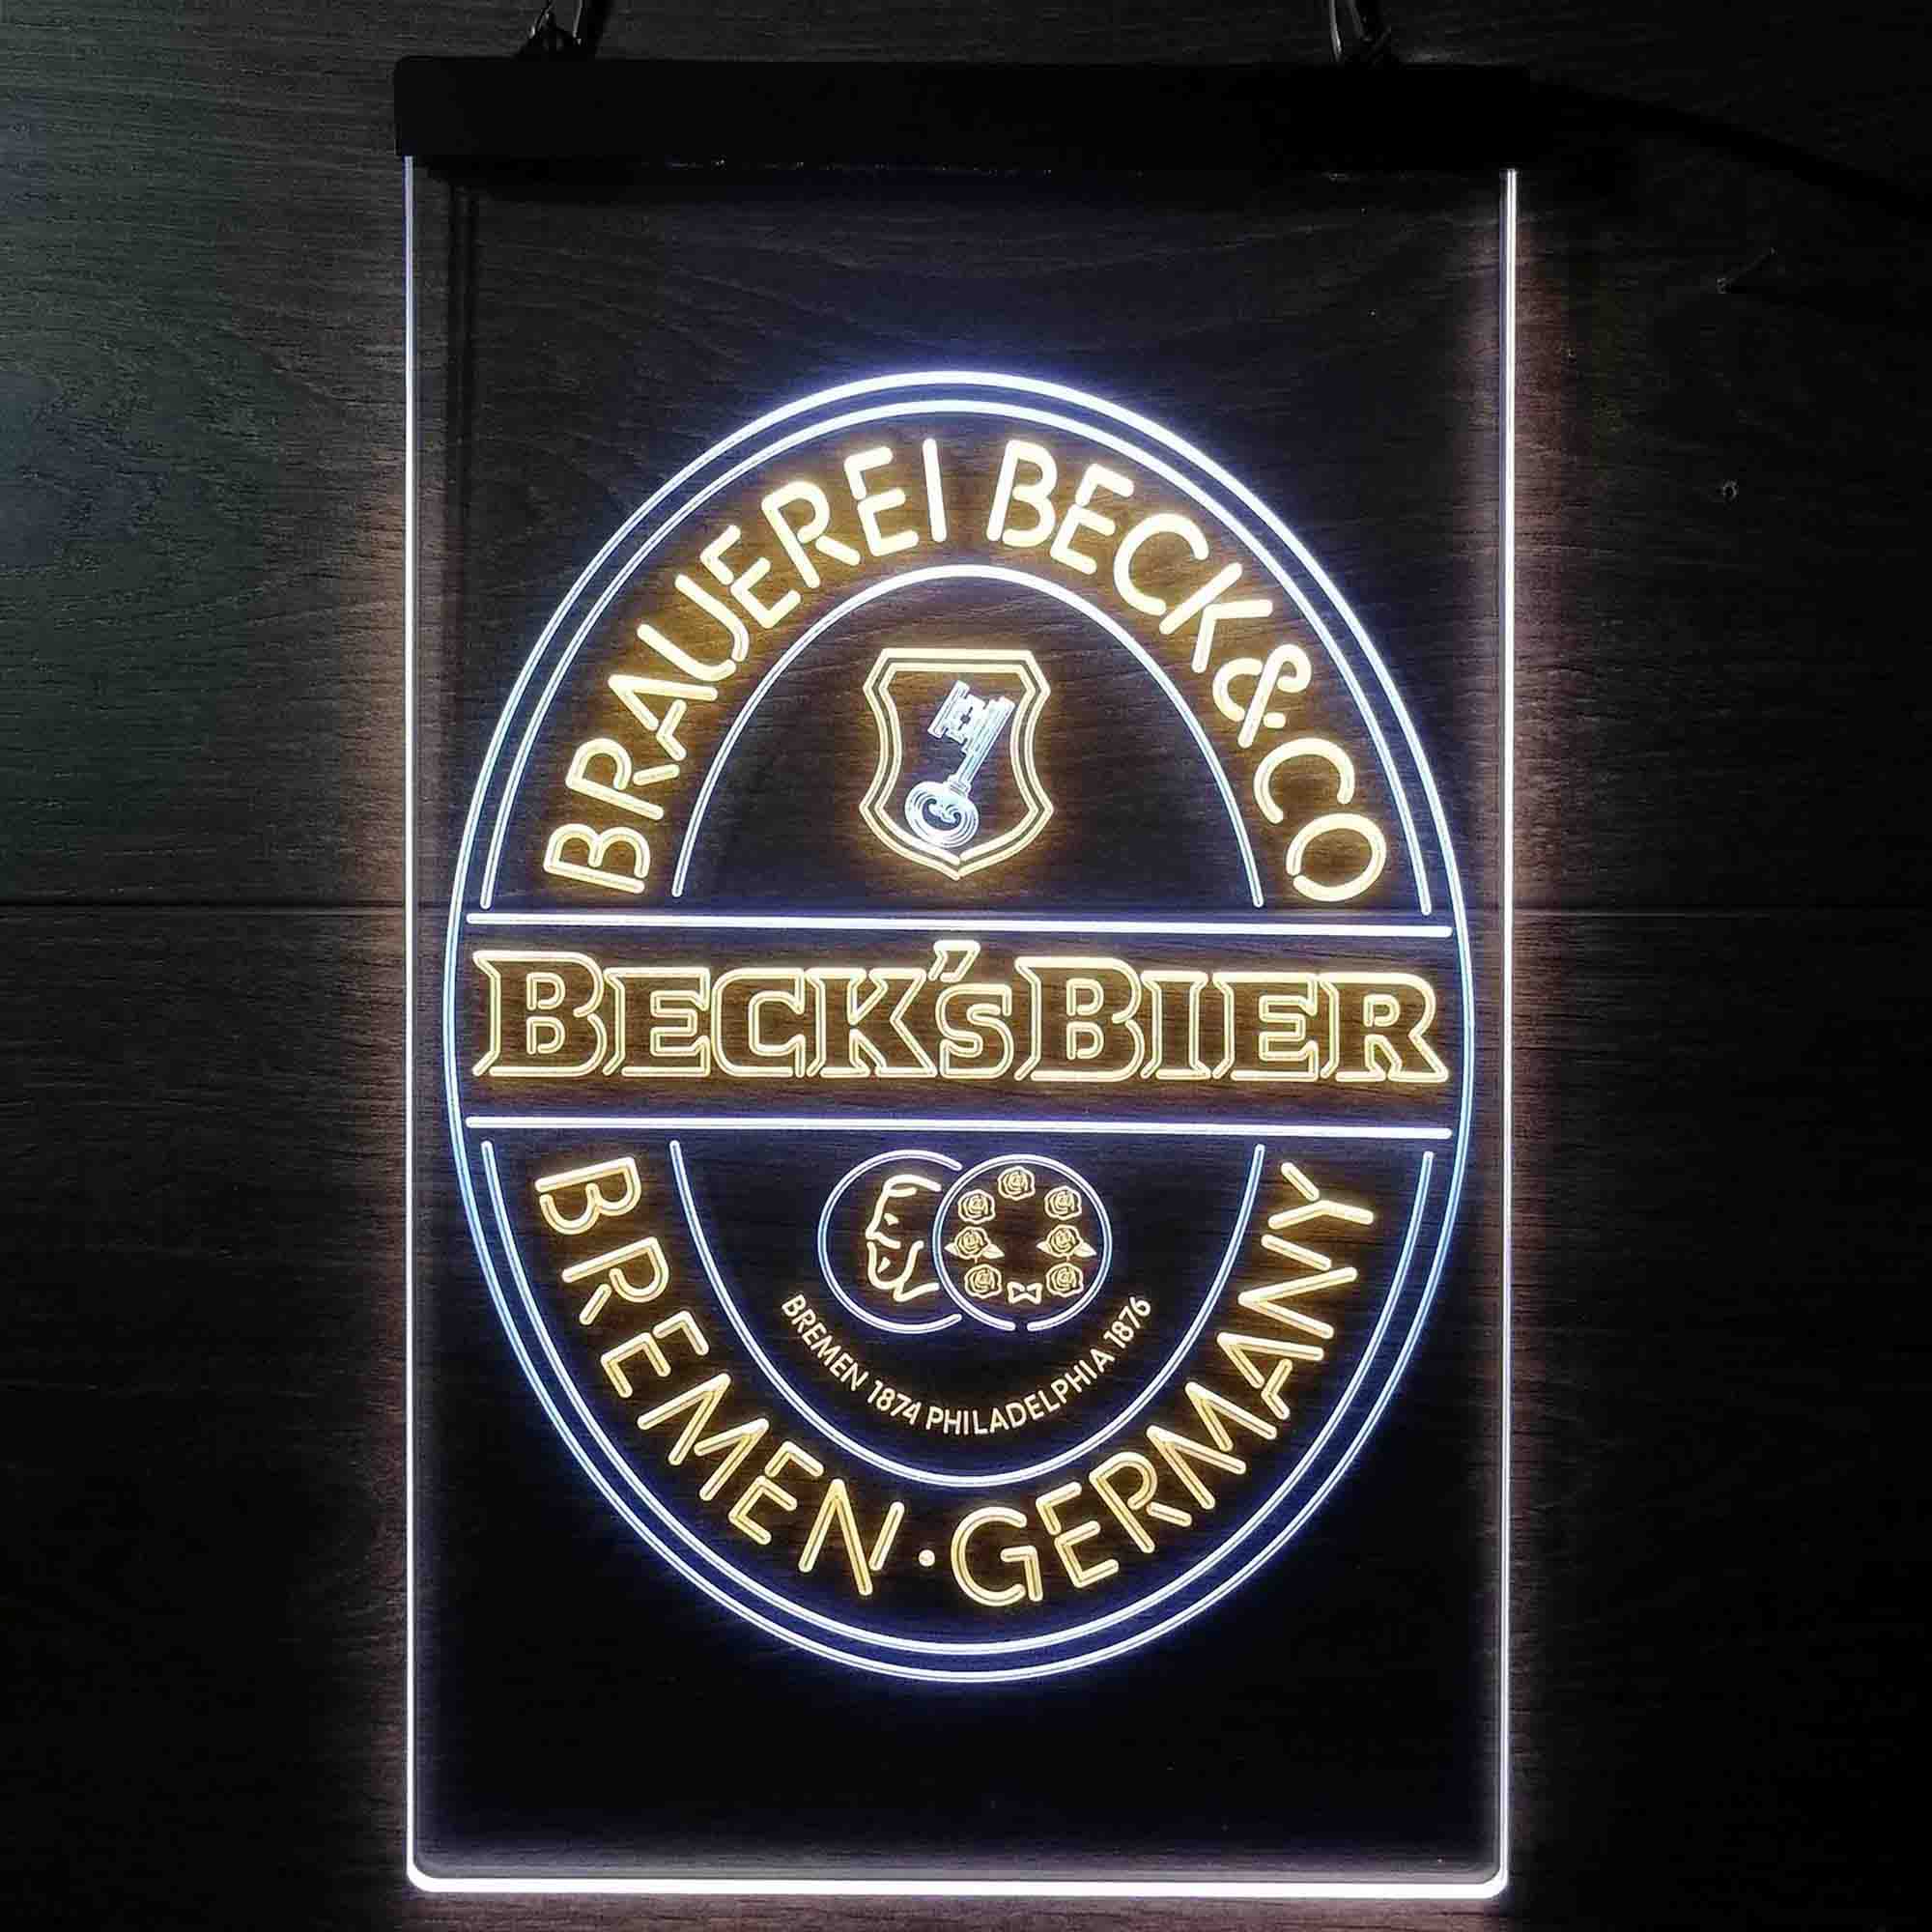 BRAUEREI BECK&CO
BECK'S BIER
BREMEN 1874 PHILADELPHIA 1876
BREMEN · GERMANY